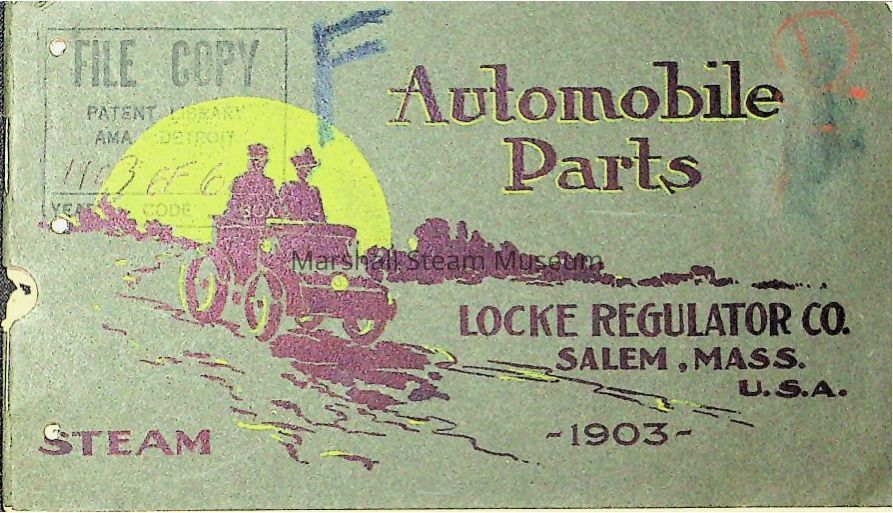 FILE COPY
PATENT LIBRARY
AMA DETROIT
F
Automobile
Parts
Marshall Steam Museum
LOCKE REGULATOR CO.
SALEM, MASS.
U.S.A.
STEAM
-1903-